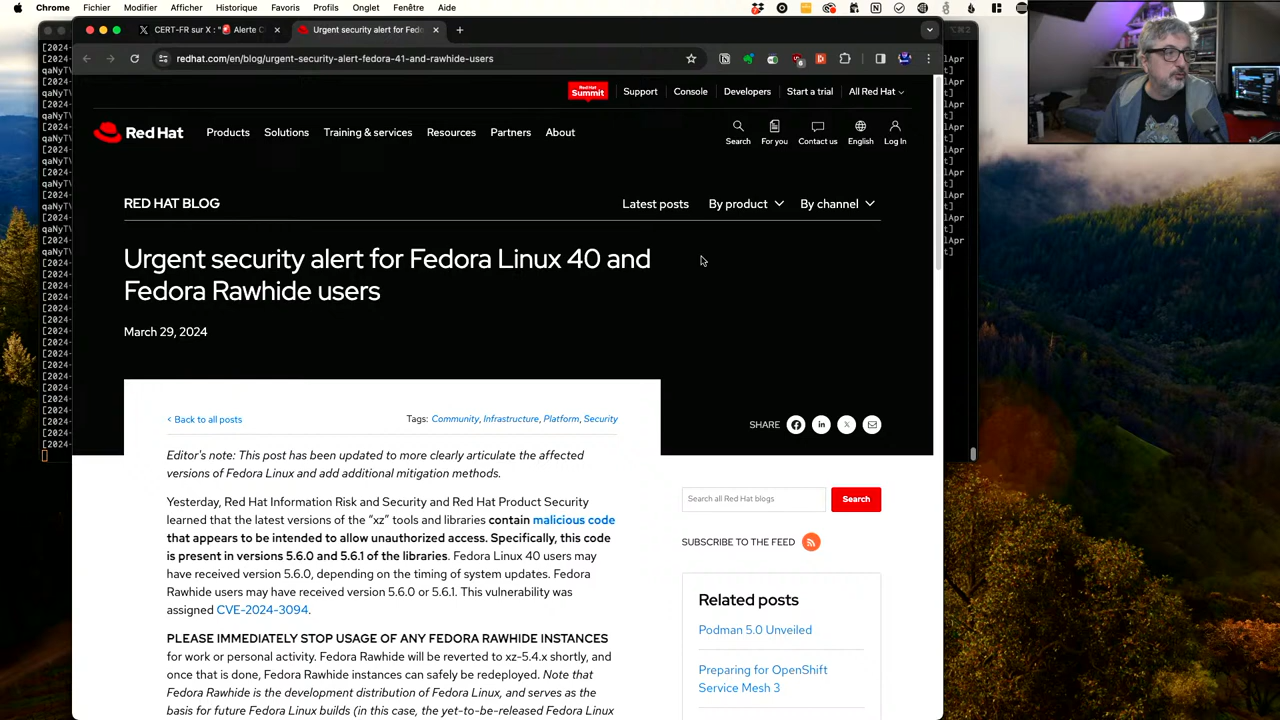 Chrome Fichier Modifier Afficher Historique Favoris Profils Onglet Fenêtre Aide
CERT-FR sur X : "🚨 Alerte C
Urgent security alert for Fedo
redhat.com/en/blog/urgent-security-alert-fedora-41-and-rawhide-users
Red Hat Summit
Support
Console
Developers
Start a trial
All Red Hat
Red Hat
Products
Solutions
Training & services
Resources
Partners
About
Search
For you
Contact us
English
Log In
RED HAT BLOG
Latest posts
By product
By channel
Urgent security alert for Fedora Linux 40 and
Fedora Rawhide users
March 29, 2024
< Back to all posts
Tags: Community, Infrastructure, Platform, Security
SHARE
Editor's note: This post has been updated to more clearly articulate the affected
versions of Fedora Linux and add additional mitigation methods.
Yesterday, Red Hat Information Risk and Security and Red Hat Product Security
learned that the latest versions of the “xz” tools and libraries contain malicious code
that appears to be intended to allow unauthorized access. Specifically, this code
is present in versions 5.6.0 and 5.6.1 of the libraries. Fedora Linux 40 users may
have received version 5.6.0, depending on the timing of system updates. Fedora
Rawhide users may have received version 5.6.0 or 5.6.1. This vulnerability was
assigned CVE-2024-3094.
PLEASE IMMEDIATELY STOP USAGE OF ANY FEDORA RAWHIDE INSTANCES
for work or personal activity. Fedora Rawhide will be reverted to xz-5.4.x shortly, and
once that is done, Fedora Rawhide instances can safely be redeployed. Note that
Fedora Rawhide is the development distribution of Fedora Linux, and serves as the
basis for future Fedora Linux builds (in this case, the yet-to-be-released Fedora Linux
Search all Red Hat blogs
Search
SUBSCRIBE TO THE FEED
Related posts
Podman 5.0 Unveiled
Preparing for OpenShift
Service Mesh 3